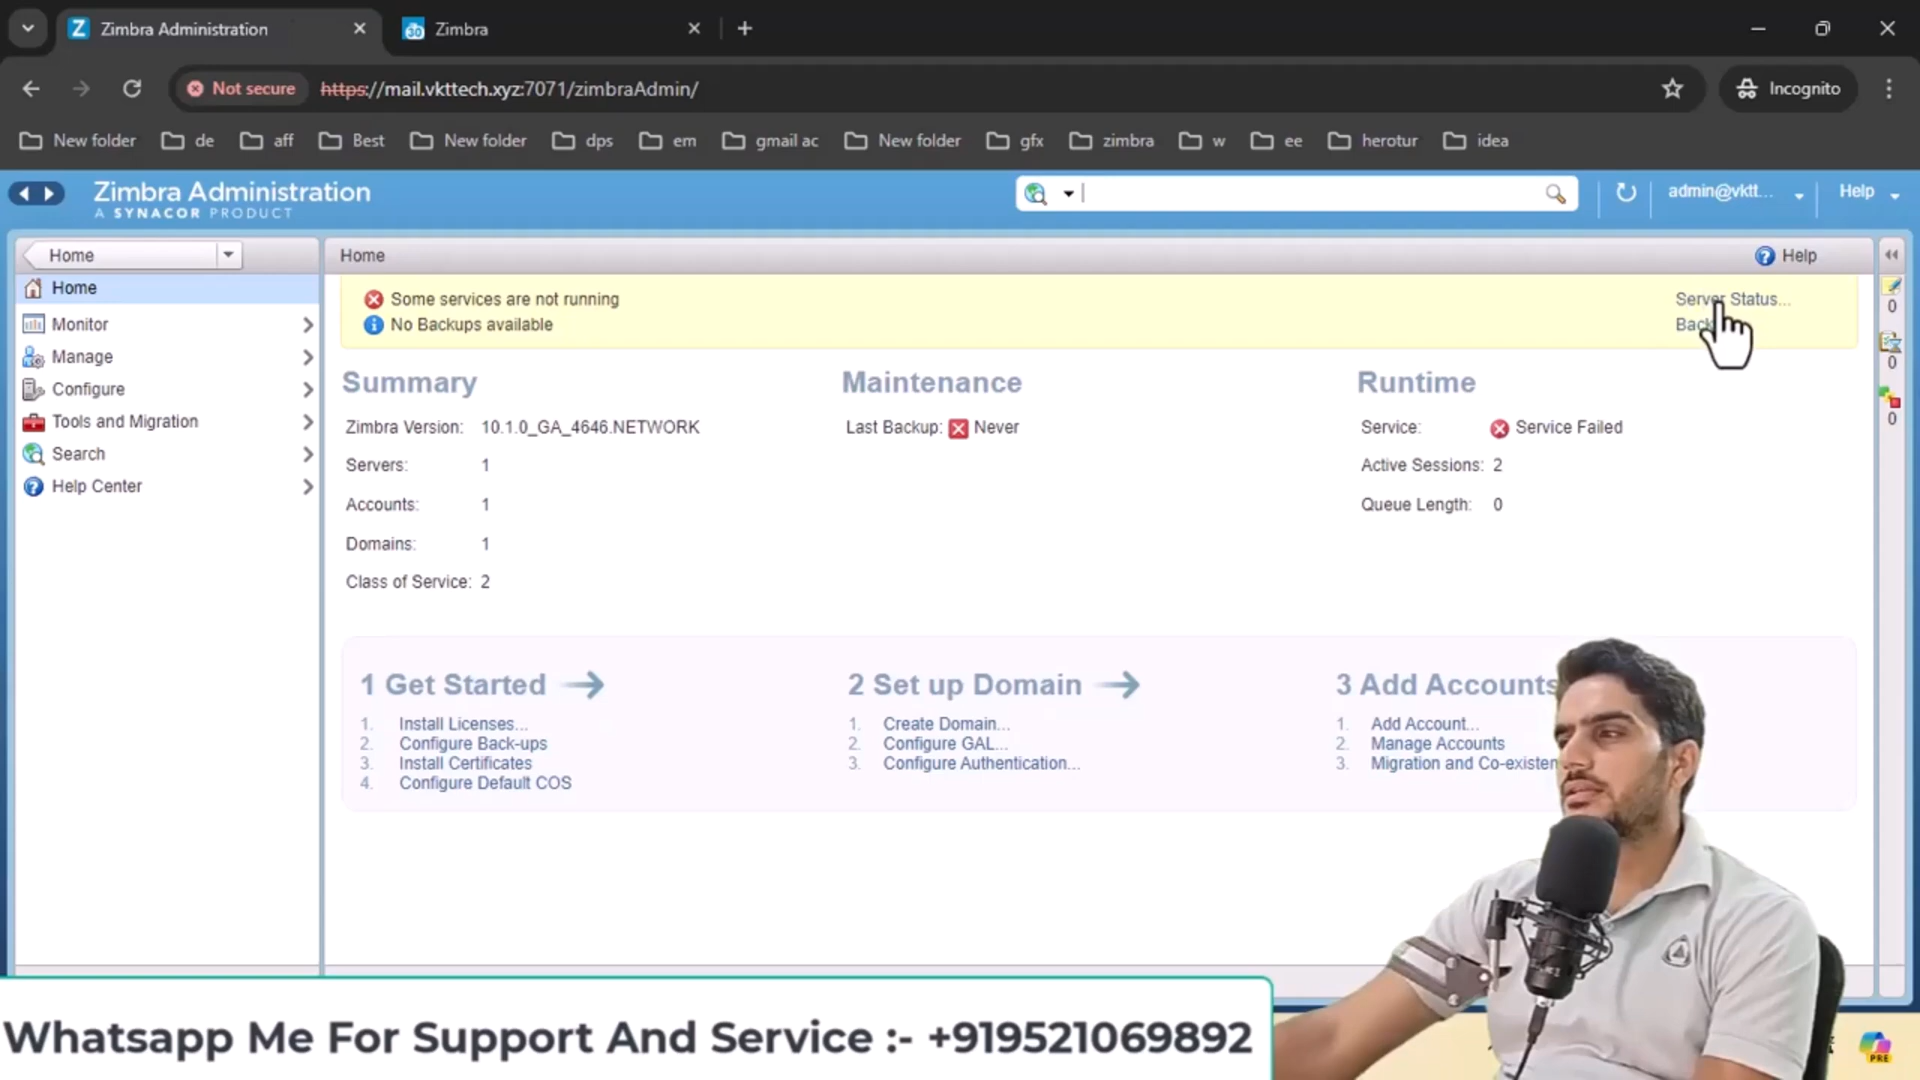 Zimbra Administration
Zimbra
Not secure
https://mail.vkttech.xyz:7071/zimbraAdmin/
Incognito
New folder
de
aff
Best
New folder
dps
em
gmail ac
New folder
gfx
zimbra
w
ee
herotur
idea
Zimbra Administration
A SYNACOR PRODUCT
admin@vktt...
Help
Home
Home
Help
Home
Monitor
Manage
Configure
Tools and Migration
Search
Help Center
Some services are not running
Server Status...
No Backups available
0
0
0
Summary
Zimbra Version: 10.1.0_GA_4646.NETWORK
Servers: 1
Accounts: 1
Domains: 1
Class of Service: 2
Maintenance
Last Backup: Never
Runtime
Service: Service Failed
Active Sessions: 2
Queue Length: 0
1 Get Started
1. Install Licenses...
2. Configure Back-ups
3. Install Certificates
4. Configure Default COS
2 Set up Domain
1. Create Domain...
2. Configure GAL...
3. Configure Authentication...
3 Add Accounts
1. Add Account...
2. Manage Accounts
3. Migration and Co-existen
Whatsapp Me For Support And Service :- +919521069892
PRE